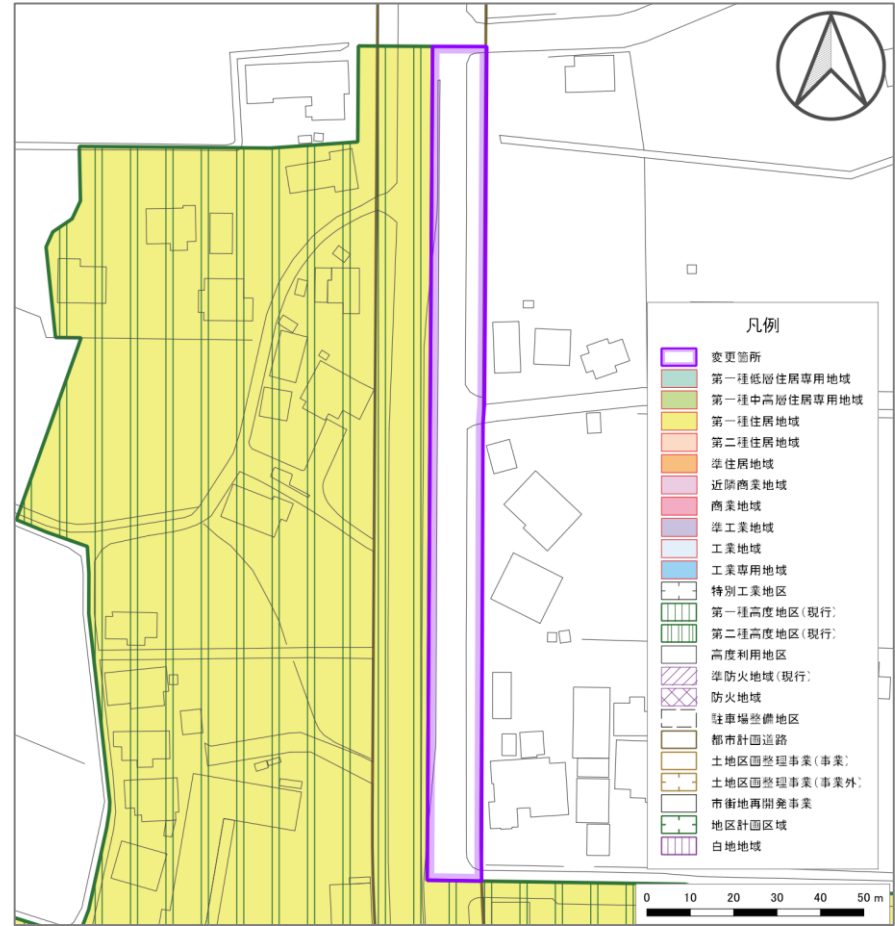 凡例
変更箇所
第一種低層住居専用地域
第一種中高層住居専用地域
第一種住居地域
第二種住居地域
準住居地域
近隣商業地域
商業地域
準工業地域
工業地域
工業専用地域
特別工業地区
第一種高度地区(現行)
第二種高度地区(現行)
高度利用地区
準防火地域(現行)
防火地域
駐車場整備地区
都市計画道路
土地区画整理事業(事業)
土地区画整理事業(事業外)
市街地再開発事業
地区計画区域
白地地域
0 10 20 30 40 50 m